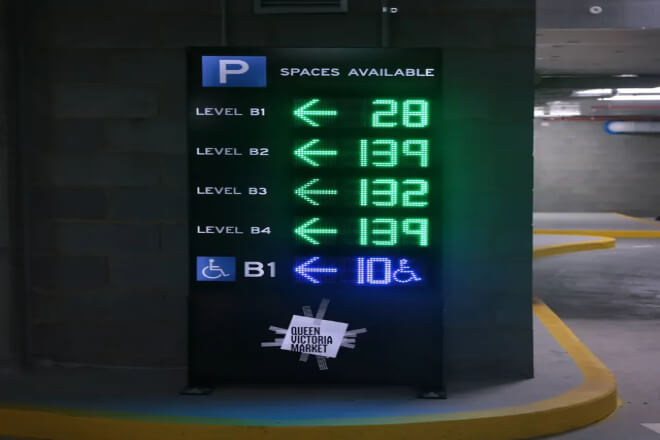 P SPACES AVAILABLE
LEVEL B1 ← 28
LEVEL B2 ← 139
LEVEL B3 ← 132
LEVEL B4 ← 139
♿ B1 ← 10 ♿
QUEEN
VICTORIA
MARKET